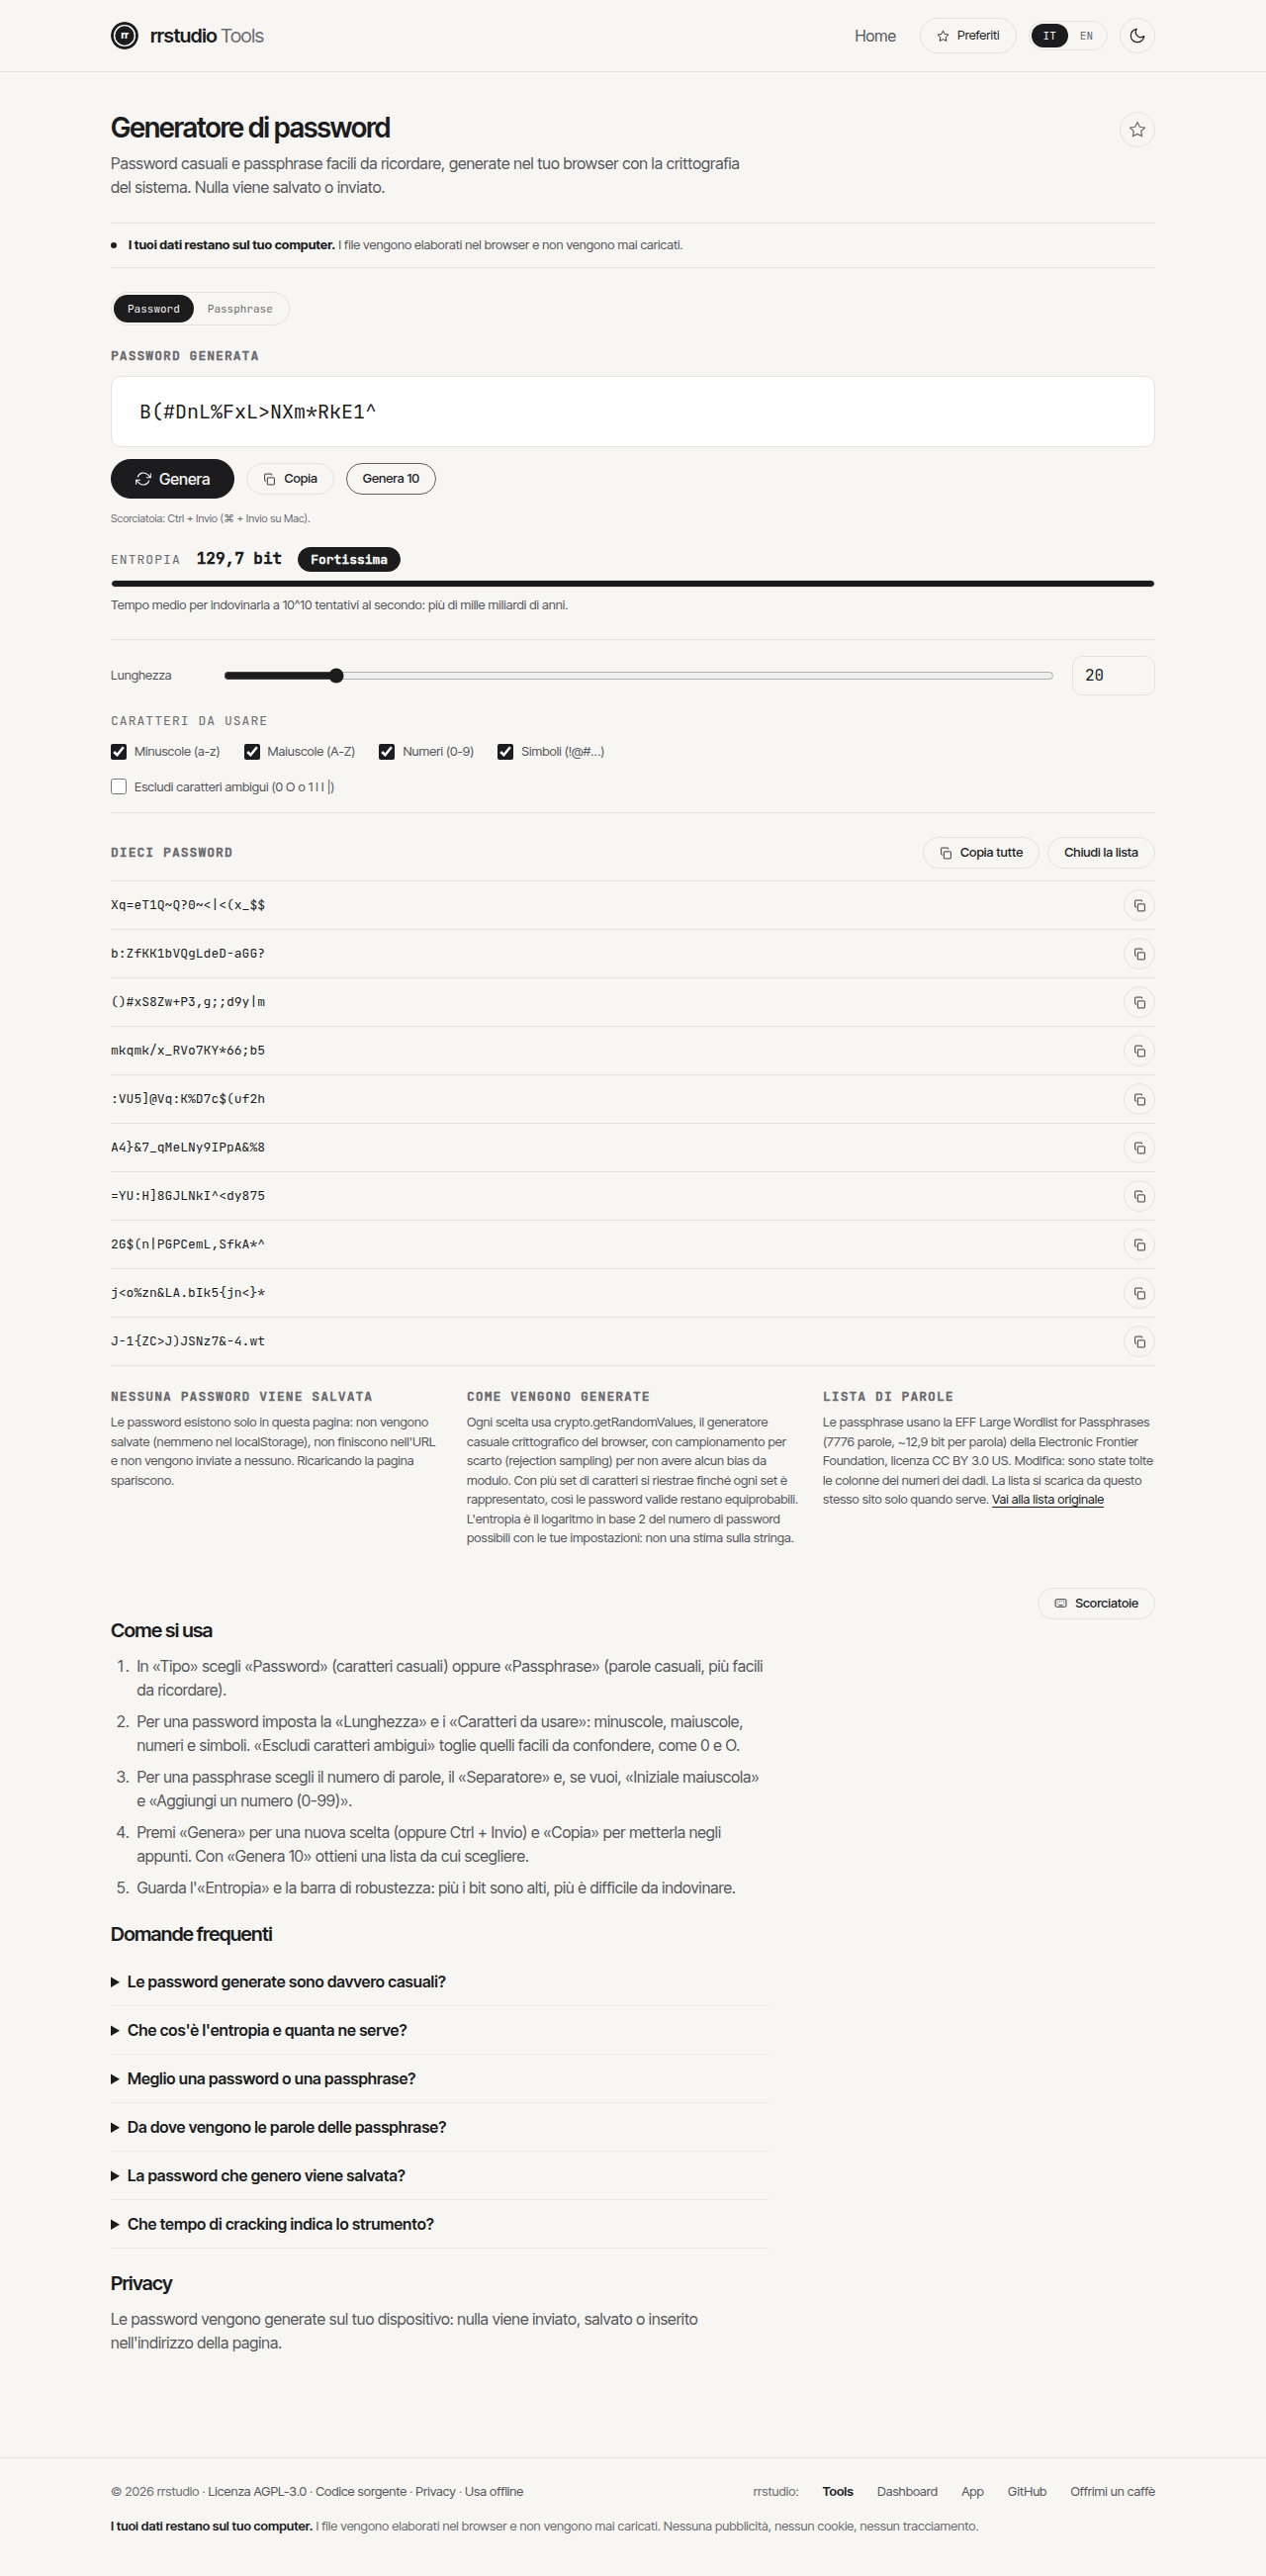 rr rrstudio Tools
Home
Preferiti
IT EN
Generatore di password
Password casuali e passphrase facili da ricordare, generate nel tuo browser con la crittografia
del sistema. Nulla viene salvato o inviato.
I tuoi dati restano sul tuo computer. I file vengono elaborati nel browser e non vengono mai caricati.
Password Passphrase
PASSWORD GENERATA
B(#DnL%FxL>NXm*RkE1^
Genera
Copia
Genera 10
Scorciatoia: Ctrl + Invio (⌘ + Invio su Mac).
ENTROPIA 129,7 bit Fortissima
Tempo medio per indovinarla a 10^10 tentativi al secondo: più di mille miliardi di anni.
Lunghezza 20
CARATTERI DA USARE
Minuscole (a-z) Maiuscole (A-Z) Numeri (0-9) Simboli (!@#…)
Escludi caratteri ambigui (0 O o 1 l I |)
DIECI PASSWORD
Copia tutte
Chiudi la lista
Xq=eT1Q~Q?0~<|<(x_$$
b:ZfKK1bVQgLdeD-aGG?
()#xS8Zw+P3,g;;d9y|m
mkqmk/x_RVo7KY*66;b5
:VU5]@Vq:K%D7c$(uf2h
A4}&7_qMeLNy9IPpA&%8
=YU:H]8GJLNkI^<dy875
2G$(n|PGPCemL,SfkA*^
j<o%zn&LA.bIk5{jn<}*
J-1{ZC>J)JSNz7&-4.wt
NESSUNA PASSWORD VIENE SALVATA
Le password esistono solo in questa pagina: non vengono
salvate (nemmeno nel localStorage), non finiscono nell'URL
e non vengono inviate a nessuno. Ricaricando la pagina
spariscono.
COME VENGONO GENERATE
Ogni scelta usa crypto.getRandomValues, il generatore
casuale crittografico del browser, con campionamento per
scarto (rejection sampling) per non avere alcun bias da
modulo. Con più set di caratteri si riestrae finché ogni set è
rappresentato, così le password valide restano equiprobabili.
L'entropia è il logaritmo in base 2 del numero di password
possibili con le tue impostazioni: non una stima sulla stringa.
LISTA DI PAROLE
Le passphrase usano la EFF Large Wordlist for Passphrases
(7776 parole, ~12,9 bit per parola) della Electronic Frontier
Foundation, licenza CC BY 3.0 US. Modifica: sono state tolte
le colonne dei numeri dei dadi. La lista si scarica da questo
stesso sito solo quando serve. Vai alla lista originale
Scorciatoie
Come si usa
1. In «Tipo» scegli «Password» (caratteri casuali) oppure «Passphrase» (parole casuali, più facili
da ricordare).
2. Per una password imposta la «Lunghezza» e i «Caratteri da usare»: minuscole, maiuscole,
numeri e simboli. «Escludi caratteri ambigui» toglie quelli facili da confondere, come 0 e O.
3. Per una passphrase scegli il numero di parole, il «Separatore» e, se vuoi, «Iniziale maiuscola»
e «Aggiungi un numero (0-99)».
4. Premi «Genera» per una nuova scelta (oppure Ctrl + Invio) e «Copia» per metterla negli
appunti. Con «Genera 10» ottieni una lista da cui scegliere.
5. Guarda l'«Entropia» e la barra di robustezza: più i bit sono alti, più è difficile da indovinare.
Domande frequenti
Le password generate sono davvero casuali?
Che cos'è l'entropia e quanta ne serve?
Meglio una password o una passphrase?
Da dove vengono le parole delle passphrase?
La password che genero viene salvata?
Che tempo di cracking indica lo strumento?
Privacy
Le password vengono generate sul tuo dispositivo: nulla viene inviato, salvato o inserito
nell'indirizzo della pagina.
© 2026 rrstudio · Licenza AGPL-3.0 · Codice sorgente · Privacy · Usa offline
rrstudio: Tools Dashboard App GitHub Offrimi un caffè
I tuoi dati restano sul tuo computer. I file vengono elaborati nel browser e non vengono mai caricati. Nessuna pubblicità, nessun cookie, nessun tracciamento.